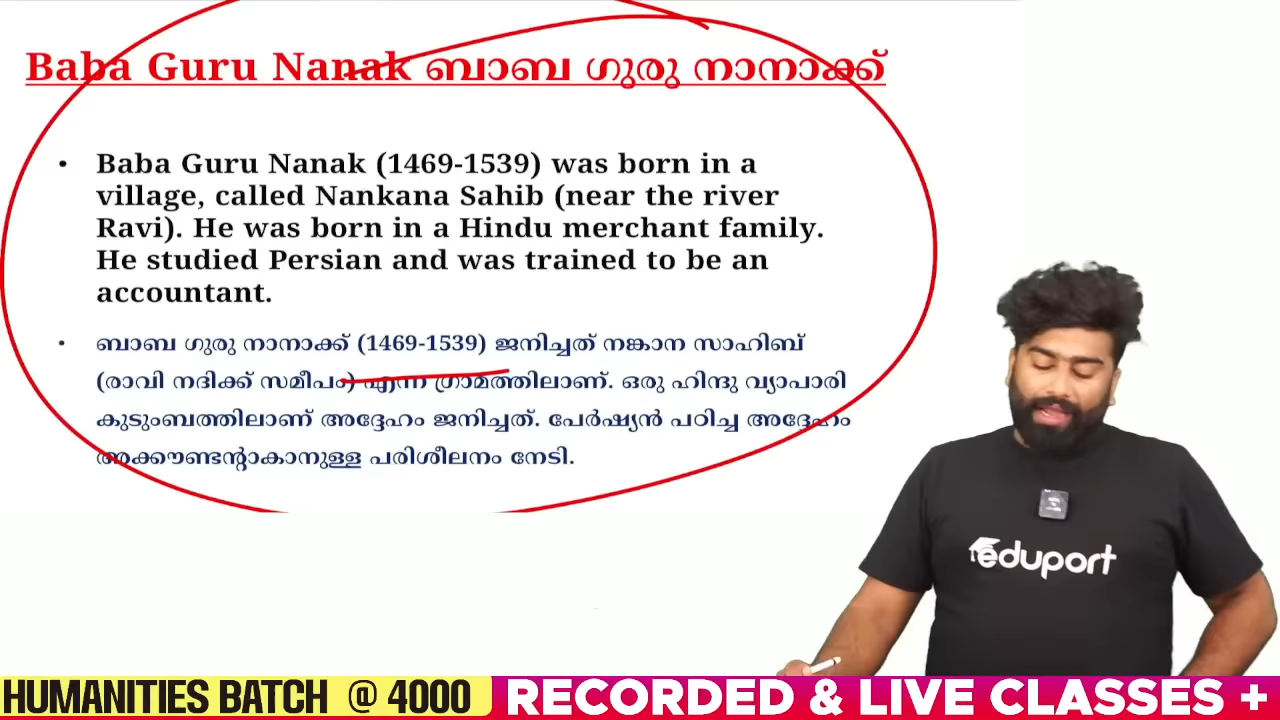 Baba Guru Nanak ബാബ ഗുരു നാനാക്ക്
• Baba Guru Nanak (1469-1539) was born in a
village, called Nankana Sahib (near the river
Ravi). He was born in a Hindu merchant family.
He studied Persian and was trained to be an
accountant.
• ബാബ ഗുരു നാനാക്ക് (1469-1539) ജനിച്ചത് നങ്കാന സാഹിബ്
(രാവി നദിക്ക് സമീപം) എന്ന ഗ്രാമത്തിലാണ്. ഒരു ഹിന്ദു വ്യാപാരി
കുടുംബത്തിലാണ് അദ്ദേഹം ജനിച്ചത്. പേർഷ്യൻ പഠിച്ച അദ്ദേഹം
അക്കൗണ്ടന്റാകാനുള്ള പരിശീലനം നേടി.
eduport
HUMANITIES BATCH @ 4000
RECORDED & LIVE CLASSES +